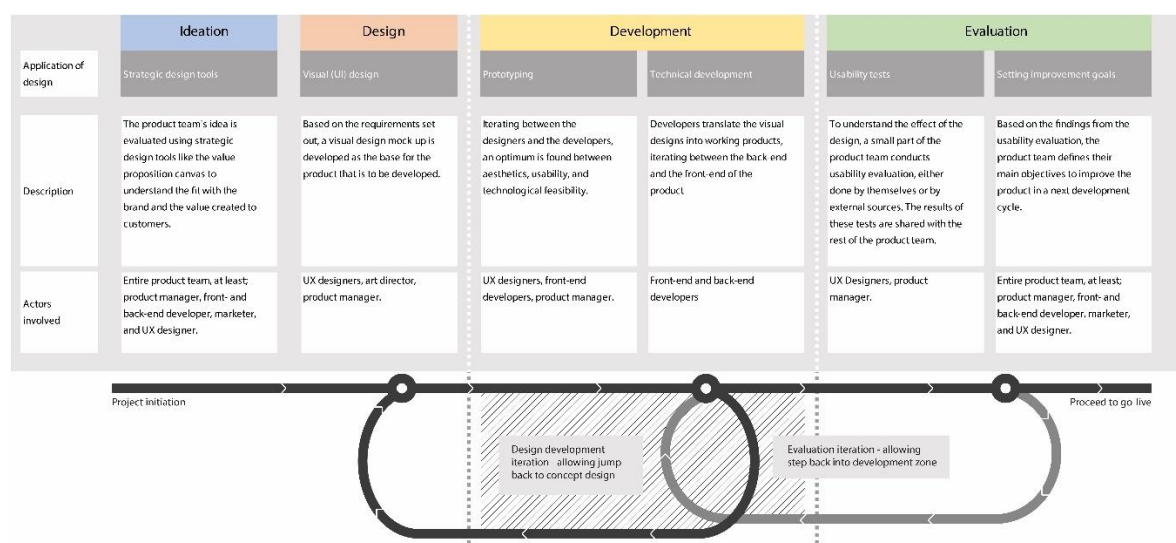 Ideation
Design
Development
Evaluation
Application of
design
Strategic design tools
Visual (UI) design
Prototyping
Technical development
Usability tests
Setting improvement goals
Description
The product team's idea is
evaluated using strategic
design tools like the value
proposition canvas to
understand the fit with the
brand and the value created to
customers.
Based on the requirements set
out, a visual design mock up is
developed as the base for the
product that is to be developed.
Iterating between the
designers and the developers,
an optimum is found between
aesthetics, usability, and
technological feasibility.
Developers translate the visual
designs into working products,
iterating between the back-end
and the front-end of the
product
To understand the effect of the
design, a small part of the
product team conducts
usability evaluation, either
done by themselves or by
external sources. The results of
these tests are shared with the
rest of the product team.
Based on the findings from the
usability evaluation, the
product team defines their
main objectives to improve the
product in a next development
cycle.
Actors
involved
Entire product team, at least;
product manager, front- and
back-end developer, marketer,
and UX designer.
UX designers, art director,
product manager.
UX designers, front-end
developers, product manager.
Front-end and back-end
developers
UX Designers, product
manager.
Entire product team, at least;
product manager, front- and
back-end developer, marketer,
and UX designer.
Project initiation
Proceed to go live
Design development
iteration - allowing jump
back to concept design
Evaluation iteration - allowing
step back into development zone